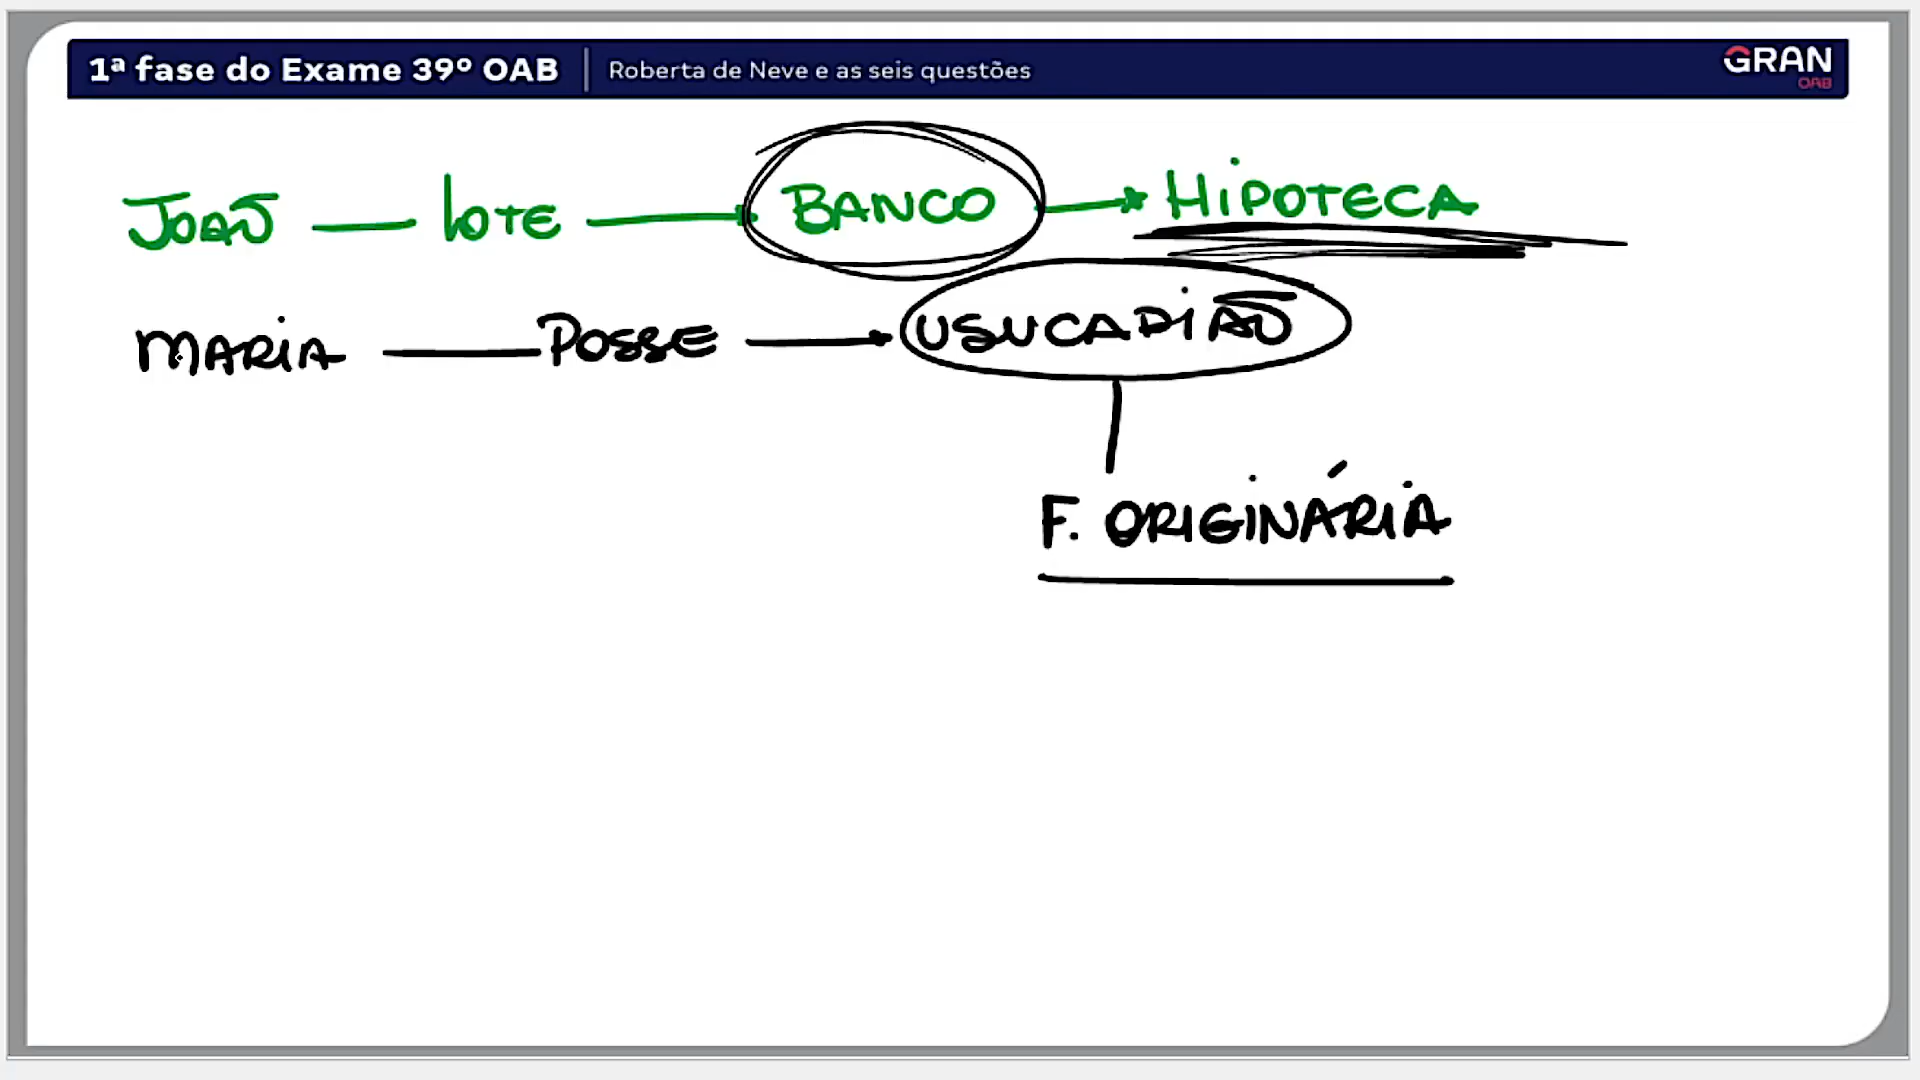 1ª fase do Exame 39º OAB | Roberta de Neve e as seis questões
GRAN
OAB
JOÃO — LOTE — BANCO → HIPOTECA
MARIA — POSSE → USUCAPIÃO
F. ORIGINÁRIA